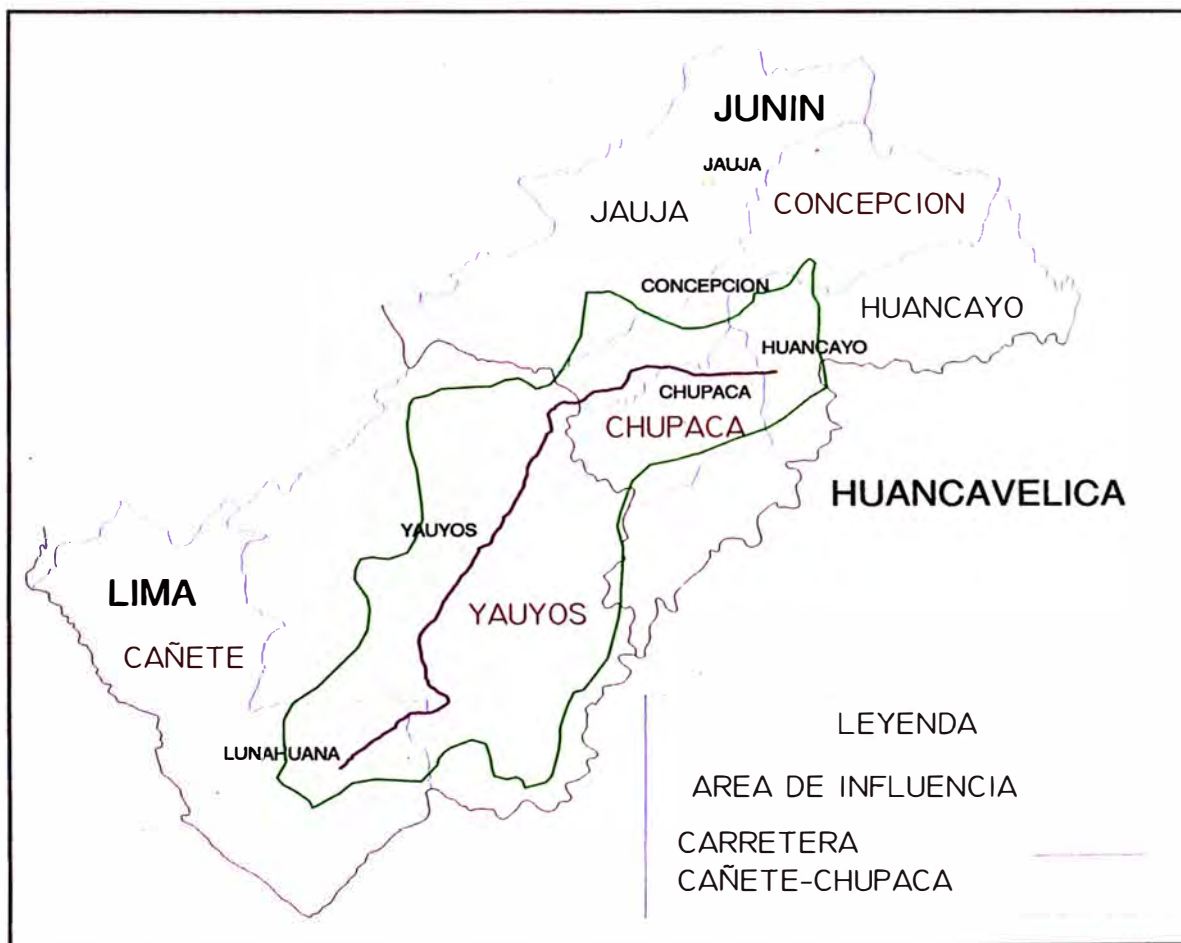 JUNIN
JAUJA
JAUJA
CONCEPCION
CONCEPCION
HUANCAYO
HUANCAYO
CHUPACA
CHUPACA
HUANCAVELICA
YAUYOS
LIMA
YAUYOS
CAÑETE
LUNAHUANA
LEYENDA
AREA DE INFLUENCIA
CARRETERA
CAÑETE-CHUPACA